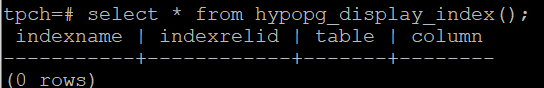 tpch=# select * from hypopg_display_index();
 indexname | indexrelid | table | column
-----------+------------+-------+--------
(0 rows)